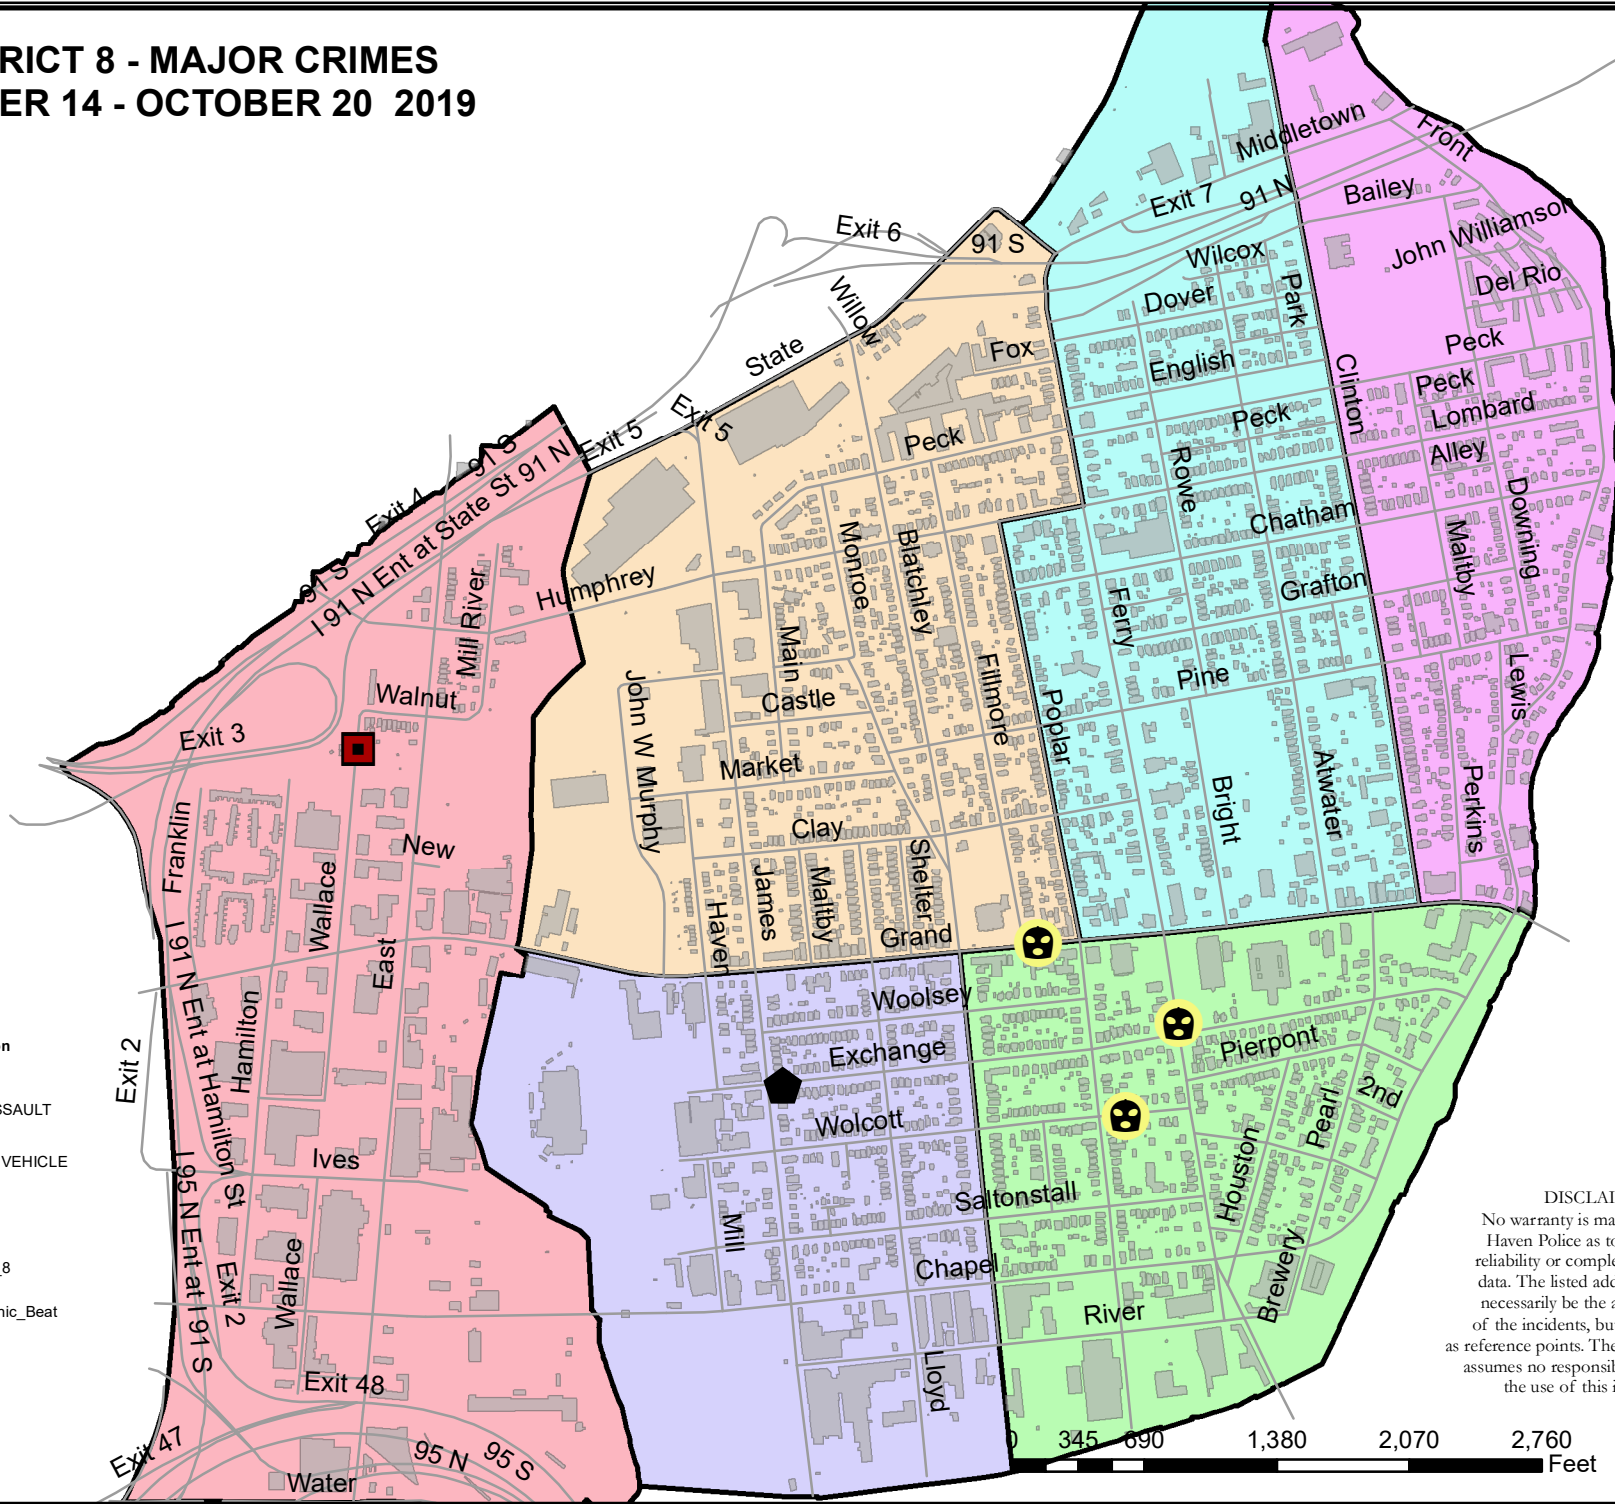 RICT 8 - MAJOR CRIMES
ER 14 - OCTOBER 20 2019
Middletown
Front
Exit 7
91 N
Bailey
Exit 6
91 S
John Williamson
Wilcox
Del Rio
Dover
Park
Willow
State
Fox
Peck
English
Clinton
Peck
Lombard
Exit 5
Exit 5
Peck
Peck
Alley
91 S
Rowe
Exit 4
I 91 N Ent at State St 91 N
Chatham
Downing
Maltby
Monroe
Blatchley
91 S
Humphrey
Mill River
Grafton
Ferry
Main
Fillmore
Pine
Lewis
Walnut
John W Murphy
Castle
Poplar
Exit 3
Market
Bright
Atwater
Perkins
Franklin
New
Clay
Wallace
James
Maltby
Shelter
Haven
Grand
East
I 91 N Ent at Hamilton St
Hamilton
Woolsey
Exchange
Pierpont
Exit 2
2nd
Pearl
Wolcott
on
SSAULT
VEHICLE
_8
nic_Beat
Ives
Houston
Saltonstall
Mill
I 95 N Ent at I 91 S
Exit 2
Wallace
Chapel
Brewery
River
Lloyd
Exit 48
Exit 47
95 N
95 S
Water
DISCLAI
No warranty is ma
Haven Police as to
reliability or comple
data. The listed add
necessarily be the a
of the incidents, bu
as reference points. The
assumes no responsib
the use of this i
0 345 690 1,380 2,070 2,760
Feet